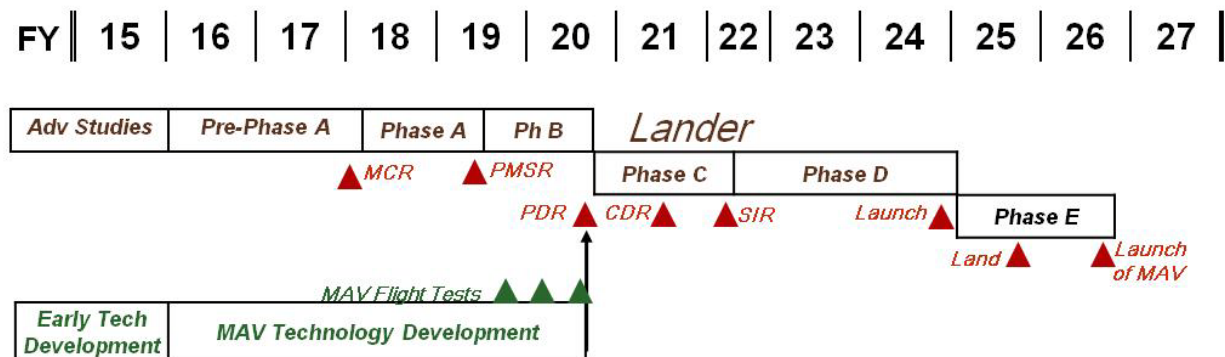 FY 15 16 17 18 19 20 21 22 23 24 25 26 27
Adv Studies Pre-Phase A Phase A Ph B Lander
MCR PMSR Phase C Phase D
PDR CDR SIR Launch Phase E
Land Launch
of MAV
MAV Flight Tests
Early Tech
Development
MAV Technology Development